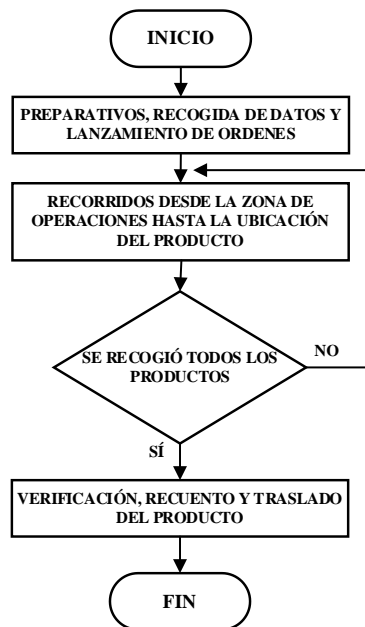 INICIO
PREPARATIVOS, RECOGIDA DE DATOS Y
LANZAMIENTO DE ORDENES
RECORRIDOS DESDE LA ZONA DE
OPERACIONES HASTA LA UBICACIÓN
DEL PRODUCTO
SE RECOGIÓ TODOS LOS
PRODUCTOS
NO
SÍ
VERIFICACIÓN, RECUENTO Y TRASLADO
DEL PRODUCTO
FIN